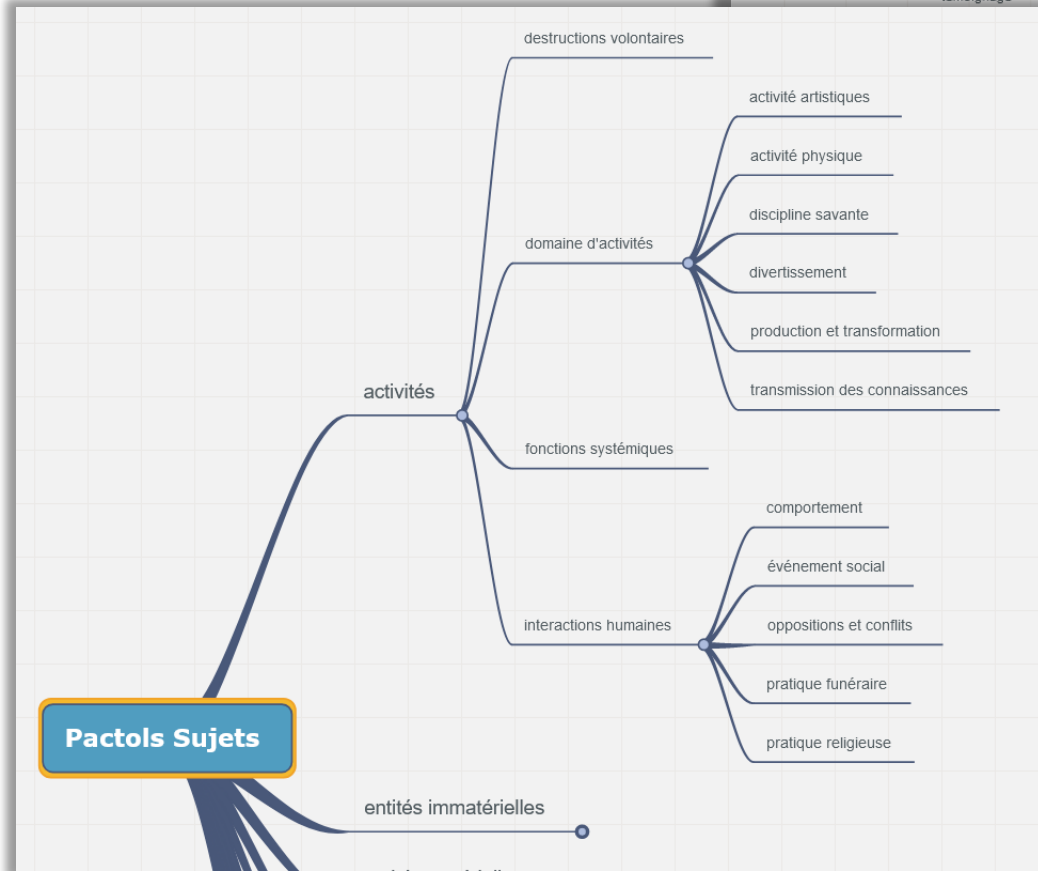 destructions volontaires
activité artistiques
activité physique
discipline savante
domaine d'activités
divertissement
production et transformation
activités
transmission des connaissances
fonctions systémiques
comportement
événement social
interactions humaines
oppositions et conflits
pratique funéraire
Pactols Sujets
pratique religieuse
entités immatérielles